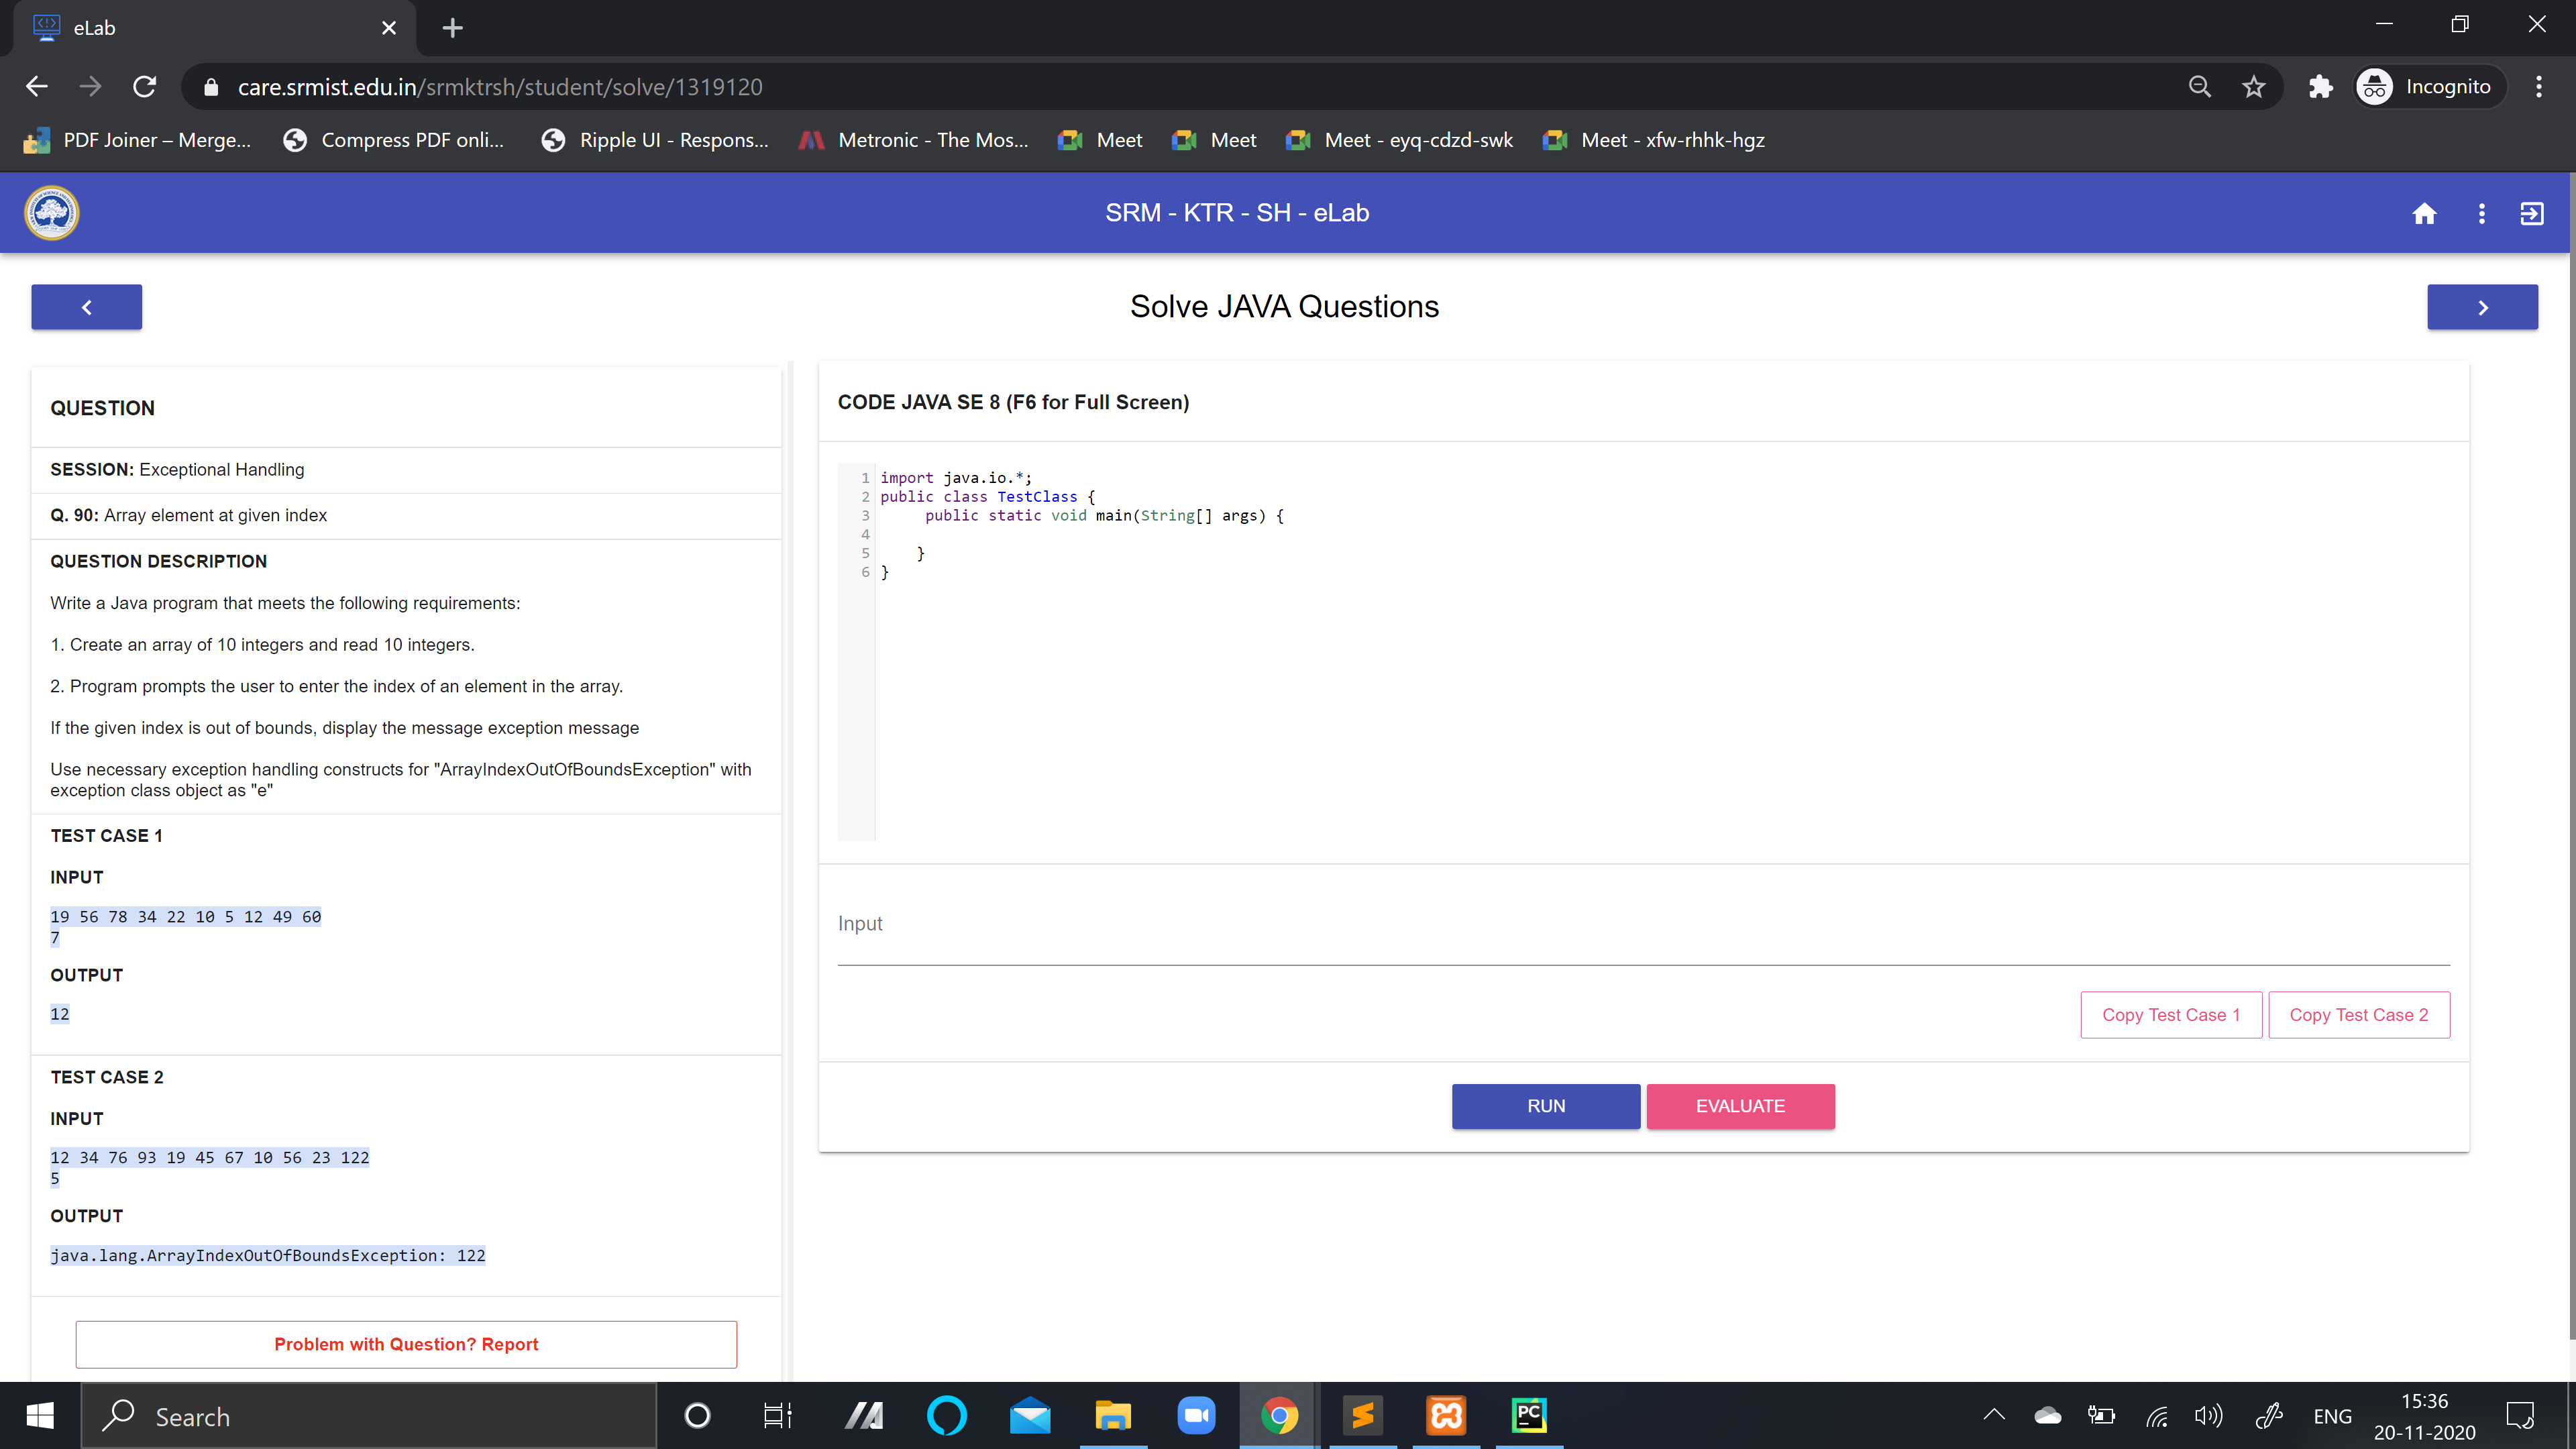 eLab
care.srmist.edu.in/srmktrsh/student/solve/1319120
Incognito
PDF Joiner – Merge...
Compress PDF onli...
Ripple UI - Respons...
Metronic - The Mos...
Meet
Meet
Meet - eyq-cdzd-swk
Meet - xfw-rhhk-hgz
SRM - KTR - SH - eLab
Solve JAVA Questions
QUESTION
SESSION: Exceptional Handling
Q. 90: Array element at given index
QUESTION DESCRIPTION
Write a Java program that meets the following requirements:
1. Create an array of 10 integers and read 10 integers.
2. Program prompts the user to enter the index of an element in the array.
If the given index is out of bounds, display the message exception message
Use necessary exception handling constructs for "ArrayIndexOutOfBoundsException" with
exception class object as "e"
TEST CASE 1
INPUT
19 56 78 34 22 10 5 12 49 60
7
OUTPUT
12
TEST CASE 2
INPUT
12 34 76 93 19 45 67 10 56 23 122
5
OUTPUT
java.lang.ArrayIndexOutOfBoundsException: 122
Problem with Question? Report
CODE JAVA SE 8 (F6 for Full Screen)
1 import java.io.*;
2 public class TestClass {
3 public static void main(String[] args) {
4
5 }
6 }
Input
Copy Test Case 1
Copy Test Case 2
RUN
EVALUATE
Search
PC
ENG
15:36
20-11-2020